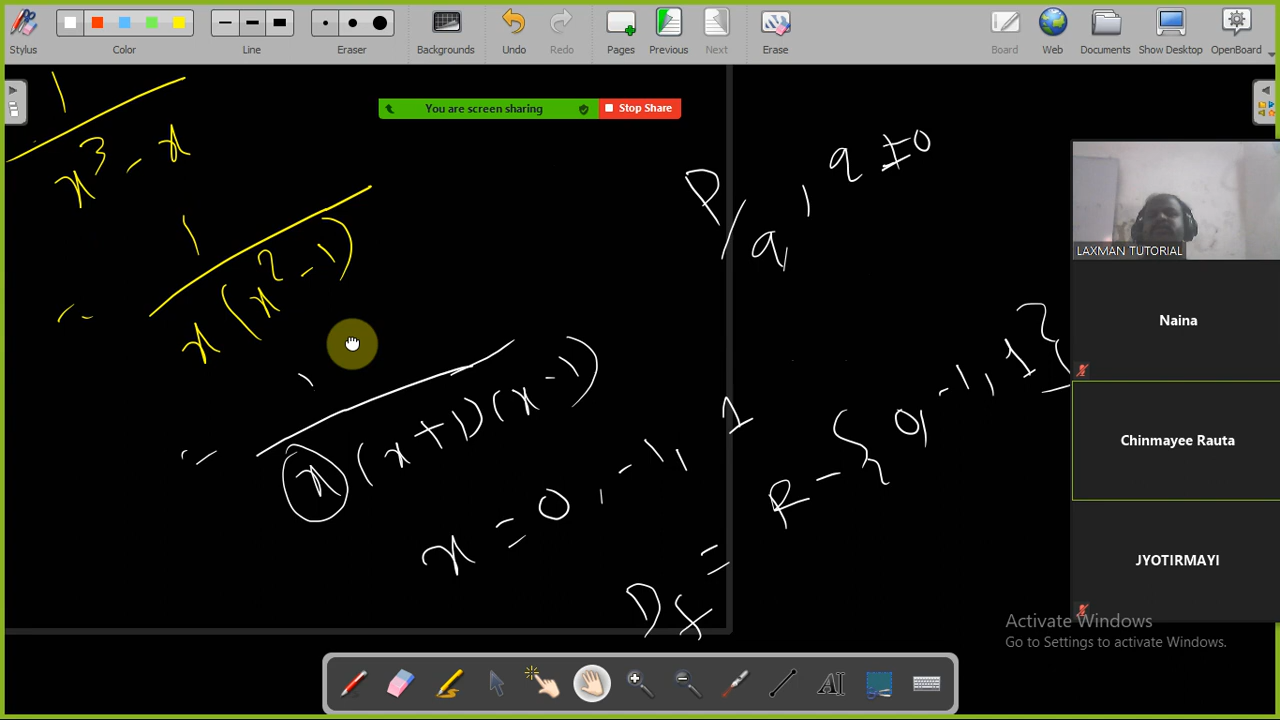 Stylus Color Line Eraser Backgrounds Undo Redo Pages Previous Next Erase Board Web Documents Show Desktop OpenBoard
You are screen sharing Stop Share
1
x³ - x
= 1
x(x² - 1)
= 1
x(x+1)(x-1)
x = 0, -1, 1
P/q, q ≠ 0
D_f = R - {0, -1, 1}
LAXMAN TUTORIAL
Naina
Chinmayee Rauta
JYOTIRMAYI
Activate Windows
Go to Settings to activate Windows.
AI